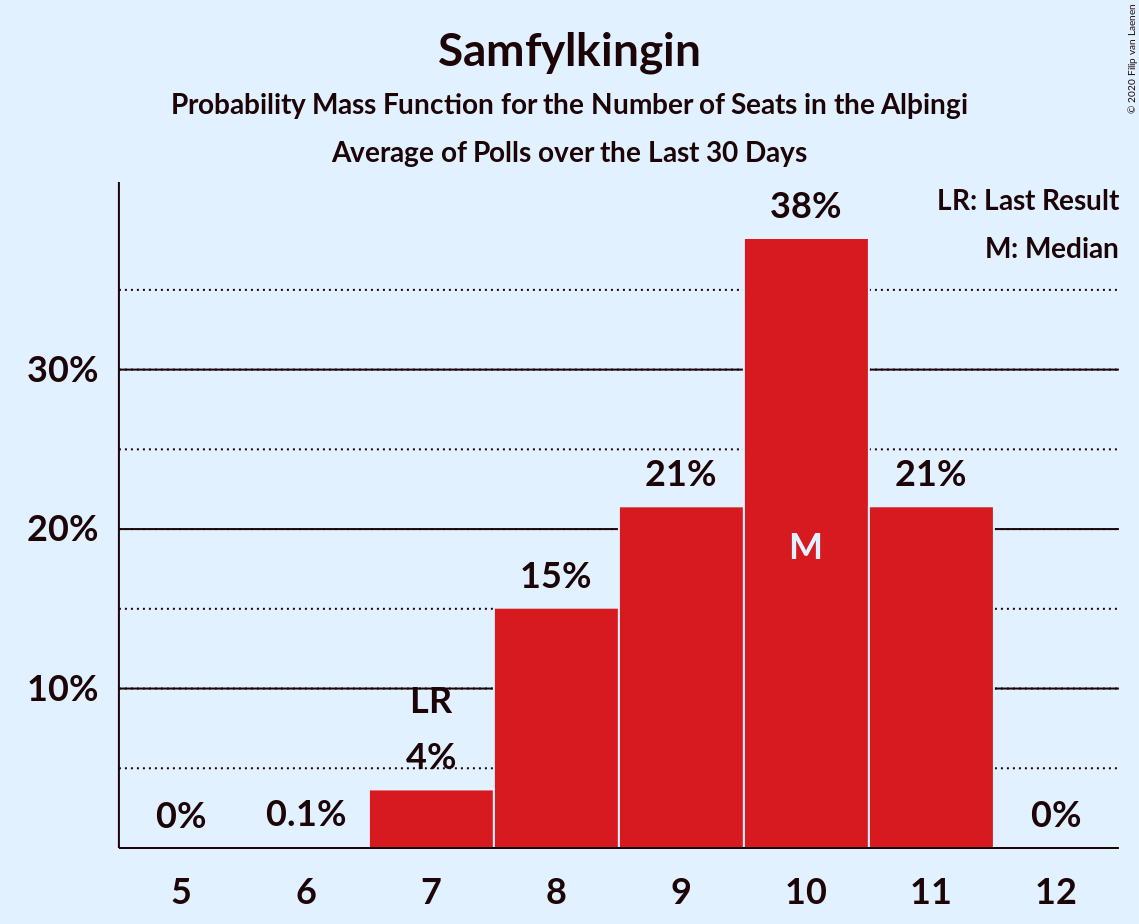 Samfylkingin
Probability Mass Function for the Number of Seats in the Alþingi
Average of Polls over the Last 30 Days
© 2020 Filip van Laenen
LR: Last Result
M: Median
38%
30%
21%
21%
M
20%
15%
10%
LR
4%
0%
0.1%
0%
5 6 7 8 9 10 11 12